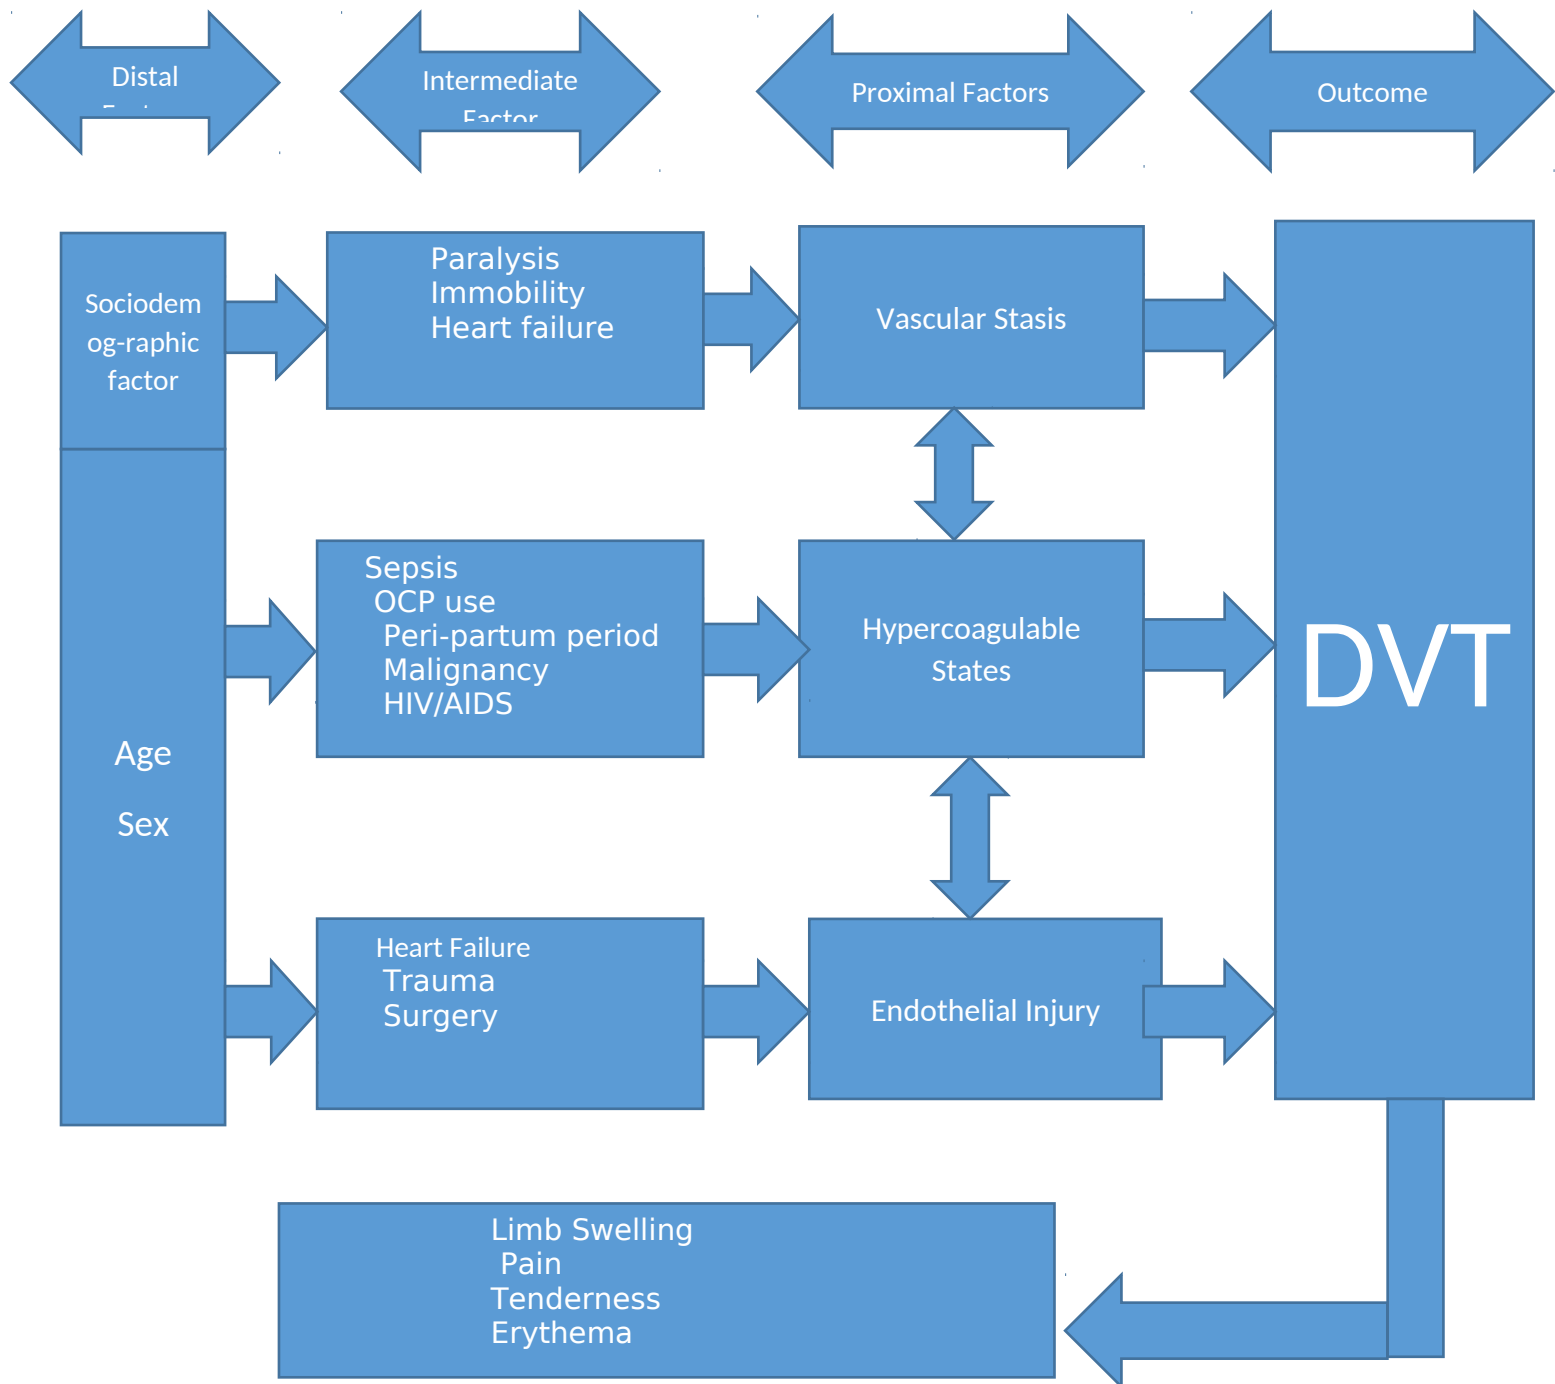 Distal
Intermediate
Factor
Proximal Factors
Outcome
Sociodem
og-raphic
factor
Age
Sex
Paralysis
Immobility
Heart failure
Vascular Stasis
Sepsis
OCP use
Peri-partum period
Malignancy
HIV/AIDS
Hypercoagulable
States
DVT
Heart Failure
Trauma
Surgery
Endothelial Injury
Limb Swelling
Pain
Tenderness
Erythema